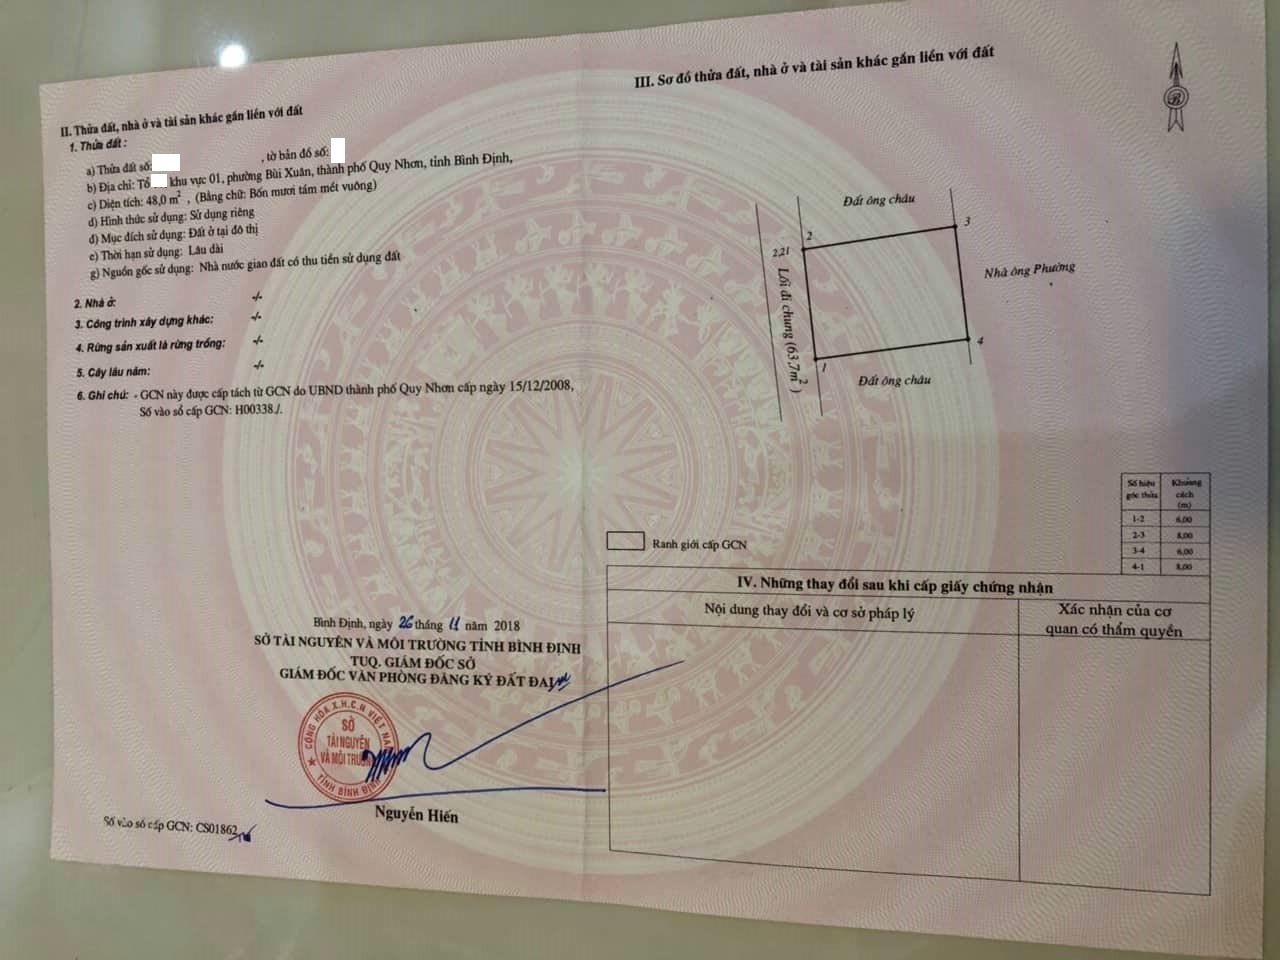 II. Thửa đất, nhà ở và tài sản khác gắn liền với đất
1. Thửa đất :
a) Thửa đất số: , tờ bản đồ số:
b) Địa chỉ: Tổ khu vực 01, phường Bùi Xuân, thành phố Quy Nhơn, tỉnh Bình Định,
c) Diện tích: 48,0 m² , (Bằng chữ: Bốn mươi tám mét vuông)
d) Hình thức sử dụng: Sử dụng riêng
đ) Mục đích sử dụng: Đất ở tại đô thị
e) Thời hạn sử dụng: Lâu dài
g) Nguồn gốc sử dụng: Nhà nước giao đất có thu tiền sử dụng đất
2. Nhà ở: -/-
3. Công trình xây dựng khác: -/-
4. Rừng sản xuất là rừng trồng: -/-
5. Cây lâu năm: -/-
6. Ghi chú: - GCN này được cấp tách từ GCN do UBND thành phố Quy Nhơn cấp ngày 15/12/2008,
Số vào sổ cấp GCN: H00338./.
Bình Định, ngày 26 tháng 11 năm 2018
SỞ TÀI NGUYÊN VÀ MÔI TRƯỜNG TỈNH BÌNH ĐỊNH
TUQ. GIÁM ĐỐC SỞ
GIÁM ĐỐC VĂN PHÒNG ĐĂNG KÝ ĐẤT ĐAI
CỘNG HÒA X.H.C.N VIỆT NAM
SỞ
TÀI NGUYÊN
VÀ MÔI TRƯỜNG
TỈNH BÌNH ĐỊNH
Nguyễn Hiến
Số vào sổ cấp GCN: CS01862
III. Sơ đồ thửa đất, nhà ở và tài sản khác gắn liền với đất
B
Đất ông châu
2
3
2,21
Lối đi chung (63,7m²)
Nhà ông Phường
1
4
Đất ông châu
Số hiệu góc thửa Khoảng cách (m)
1-2 6,00
2-3 8,00
3-4 6,00
4-1 8,00
Ranh giới cấp GCN
IV. Những thay đổi sau khi cấp giấy chứng nhận
Nội dung thay đổi và cơ sở pháp lý
Xác nhận của cơ
quan có thẩm quyền